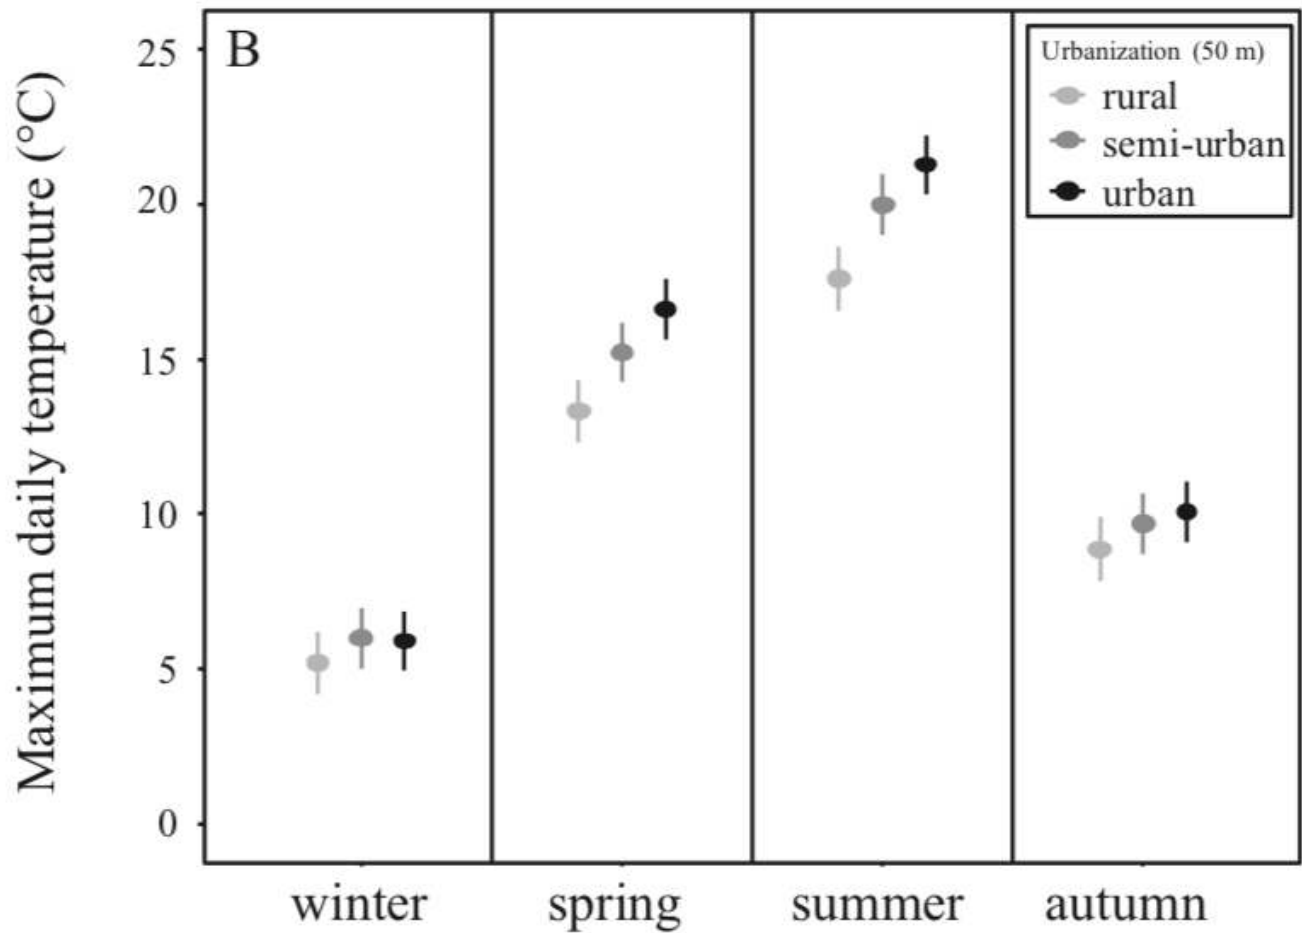 Maximum daily temperature (°C)
B
25
20
15
10
5
0
Urbanization (50 m)
rural
semi-urban
urban
winter
spring
summer
autumn